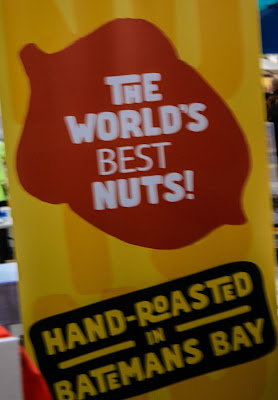 THE
WORLD'S
BEST
NUTS!
HAND-ROASTED
IN
BATEMANS BAY